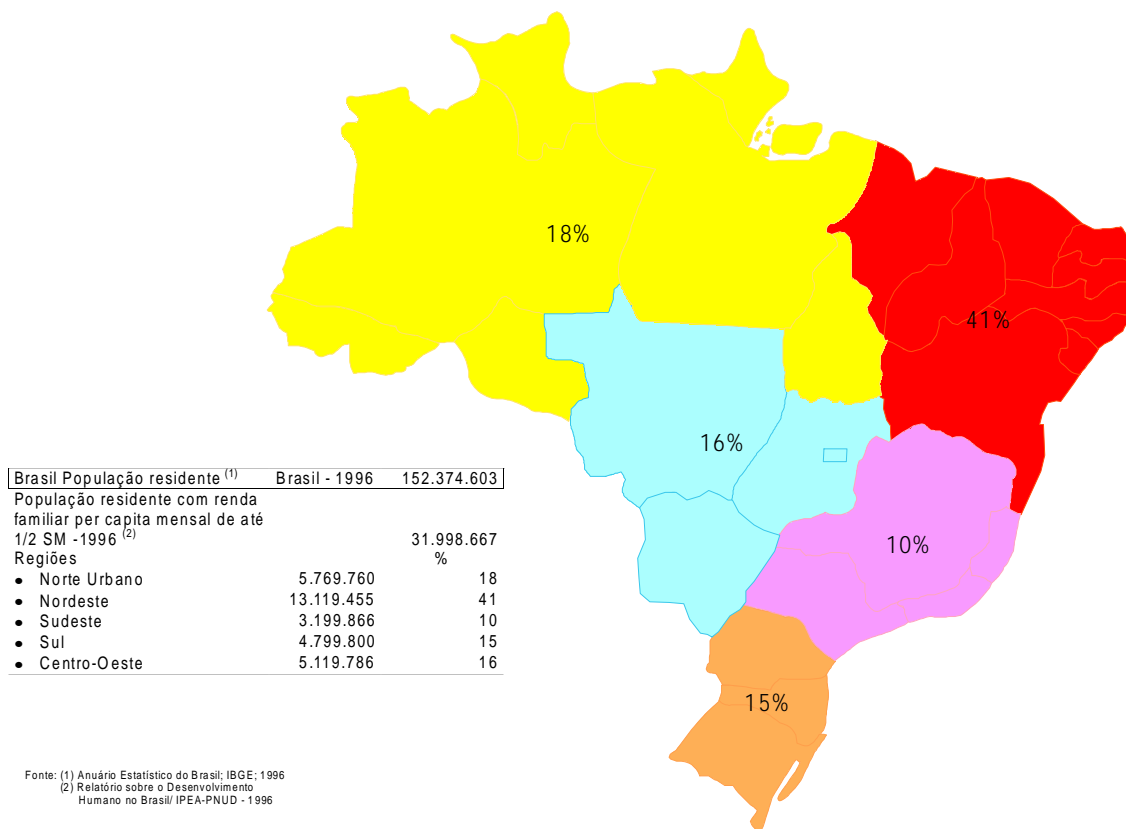 18%
41%
16%
10%
15%
Brasil População residente (1) Brasil - 1996 152.374.603
População residente com renda
familiar per capita mensal de até
1/2 SM -1996 (2) 31.998.667
Regiões %
● Norte Urbano 5.769.760 18
● Nordeste 13.119.455 41
● Sudeste 3.199.866 10
● Sul 4.799.800 15
● Centro-Oeste 5.119.786 16
Fonte: (1) Anuário Estatístico do Brasil; IBGE; 1996
(2) Relatório sobre o Desenvolvimento
Humano no Brasil/ IPEA-PNUD - 1996